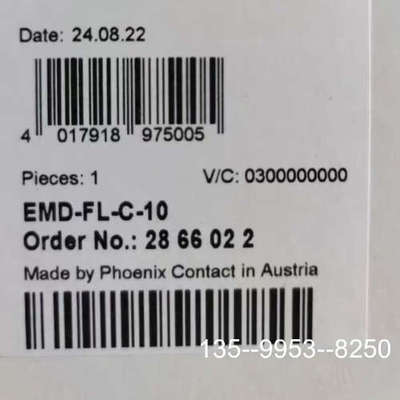 Date: 24.08.22
4 017918 975005
Pieces: 1 V/C: 0300000000
EMD-FL-C-10
Order No.: 28 66 02 2
Made by Phoenix Contact in Austria
135--9953--8250